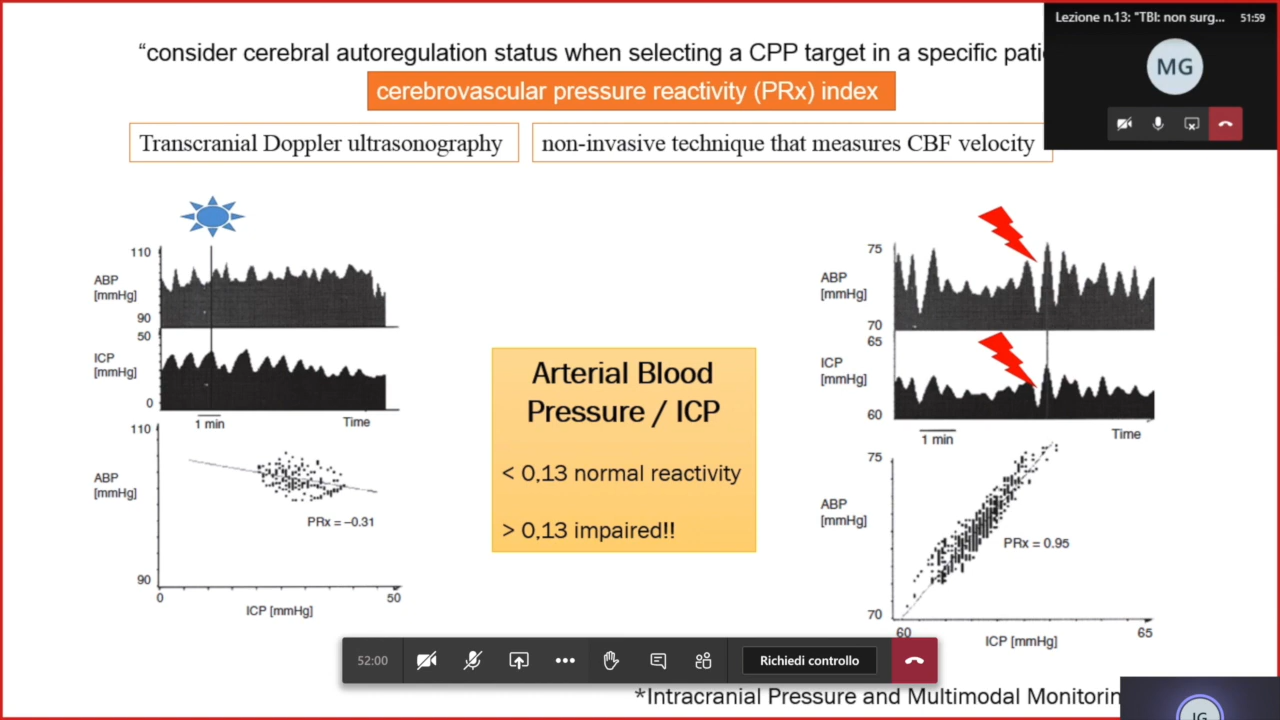 Lezione n.13: "TBI: non surg... 51:59
MG
“consider cerebral autoregulation status when selecting a CPP target in a specific
cerebrovascular pressure reactivity (PRx) index
Transcranial Doppler ultrasonography
non-invasive technique that measures CBF velocity
110
ABP
[mmHg]
90
50
ICP
[mmHg]
0
1 min
Time
110
ABP
[mmHg]
PRx = –0.31
90
0
50
ICP [mmHg]
Arterial Blood
Pressure / ICP
< 0,13 normal reactivity
> 0,13 impaired!!
75
ABP
[mmHg]
70
65
ICP
[mmHg]
60
1 min
Time
75
ABP
[mmHg]
PRx = 0.95
70
60
65
ICP [mmHg]
52:00
Richiedi controllo
*Intracranial Pressure and Multimodal